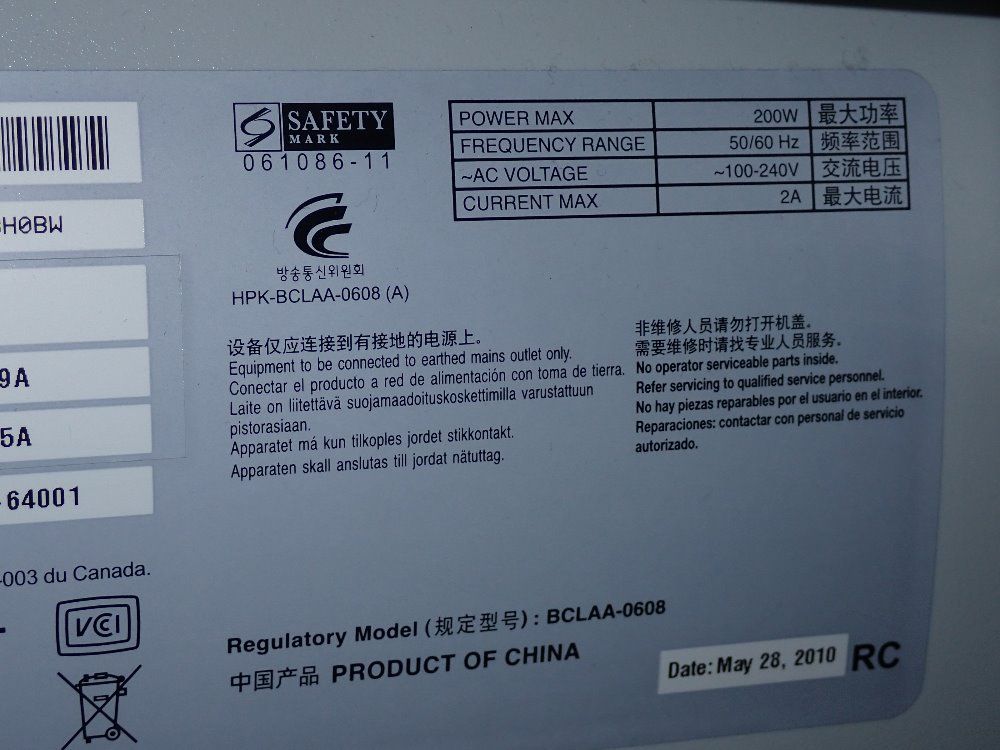 SAFETY
MARK
061086-11
방송통신위원회
HPK-BCLAA-0608 (A)
POWER MAX 200W 最大功率
FREQUENCY RANGE 50/60 Hz 频率范围
~AC VOLTAGE ~100-240V 交流电压
CURRENT MAX 2A 最大电流
H0BW
9A
5A
-64001
-003 du Canada.
VCI
设备仅应连接到有接地的电源上。
Equipment to be connected to earthed mains outlet only.
Conectar el producto a red de alimentación con toma de tierra.
Laite on liitettävä suojamaadoituskoskettimilla varustattuun
pistorasiaan.
Apparatet må kun tilkoples jordet stikkontakt.
Apparaten skall anslutas till jordat nätuttag.
非维修人员请勿打开机盖。
需要维修时请找专业人员服务。
No operator serviceable parts inside.
Refer servicing to qualified service personnel.
No hay piezas reparables por el usuario en el interior.
Reparaciones: contactar con personal de servicio
autorizado.
Regulatory Model (规定型号) : BCLAA-0608
中国产品 PRODUCT OF CHINA
Date: May 28, 2010 RC